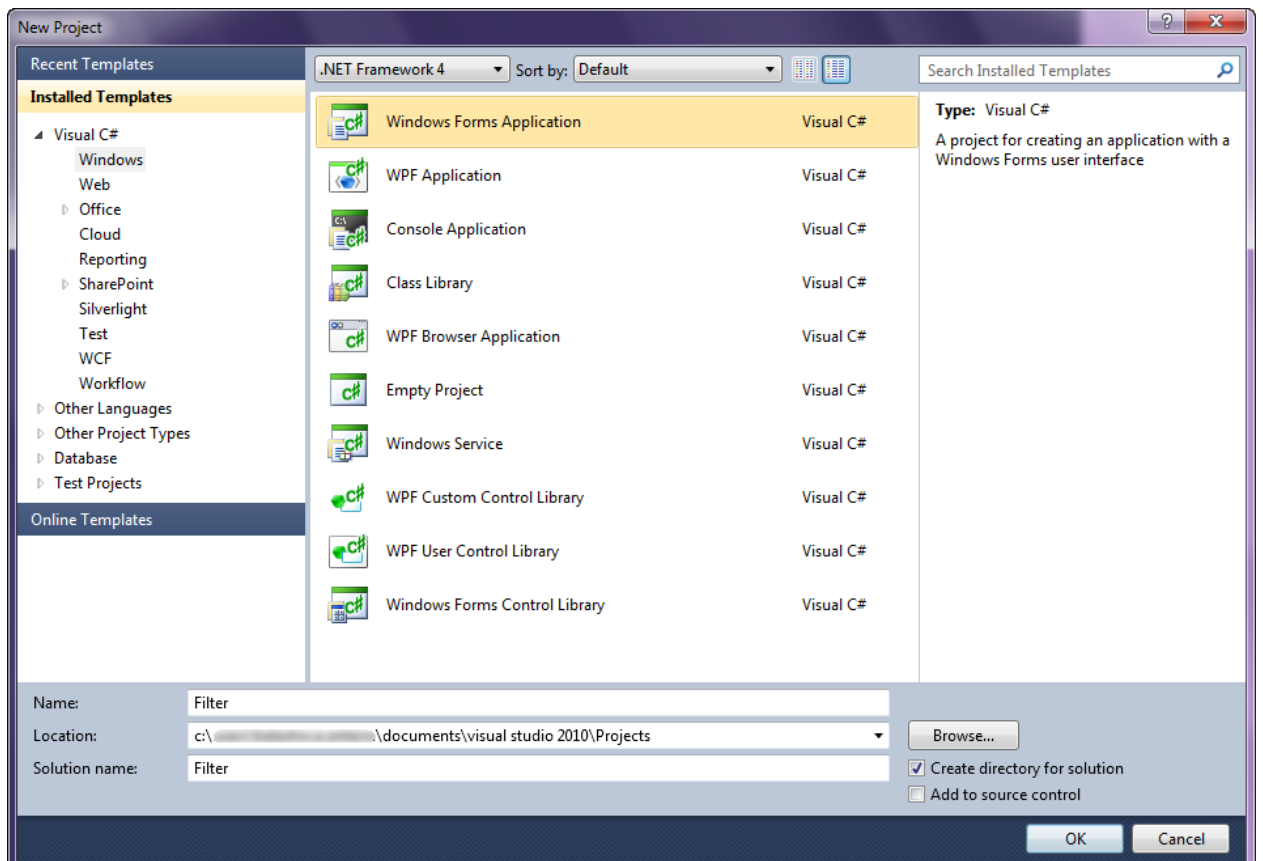 New Project
Recent Templates
Installed Templates
Visual C#
Windows
Web
Office
Cloud
Reporting
SharePoint
Silverlight
Test
WCF
Workflow
Other Languages
Other Project Types
Database
Test Projects
Online Templates
.NET Framework 4 Sort by: Default
Windows Forms Application Visual C#
WPF Application Visual C#
Console Application Visual C#
Class Library Visual C#
WPF Browser Application Visual C#
Empty Project Visual C#
Windows Service Visual C#
WPF Custom Control Library Visual C#
WPF User Control Library Visual C#
Windows Forms Control Library Visual C#
Search Installed Templates
Type: Visual C#
A project for creating an application with a
Windows Forms user interface
Name: Filter
Location: c:\ \documents\visual studio 2010\Projects Browse...
Solution name: Filter
Create directory for solution
Add to source control
OK Cancel